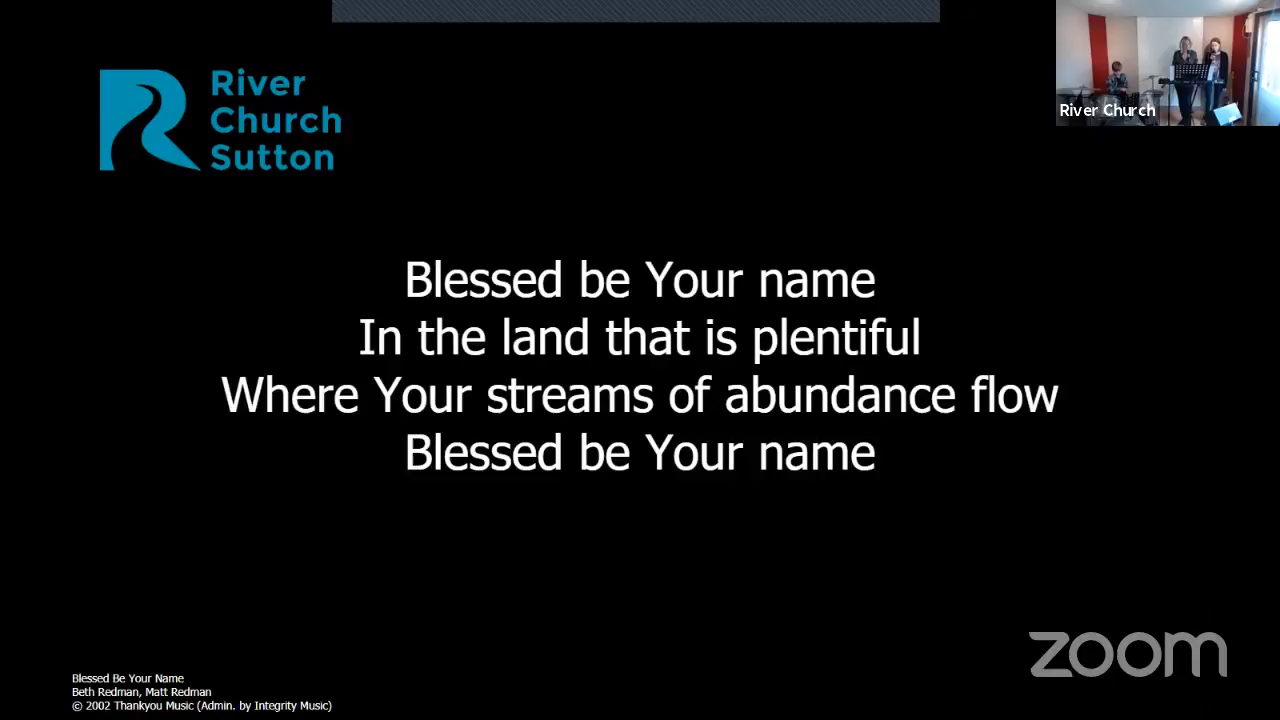 River
Church
Sutton
River Church
Blessed be Your name
In the land that is plentiful
Where Your streams of abundance flow
Blessed be Your name
zoom
Blessed Be Your Name
Beth Redman, Matt Redman
© 2002 Thankyou Music (Admin. by Integrity Music)